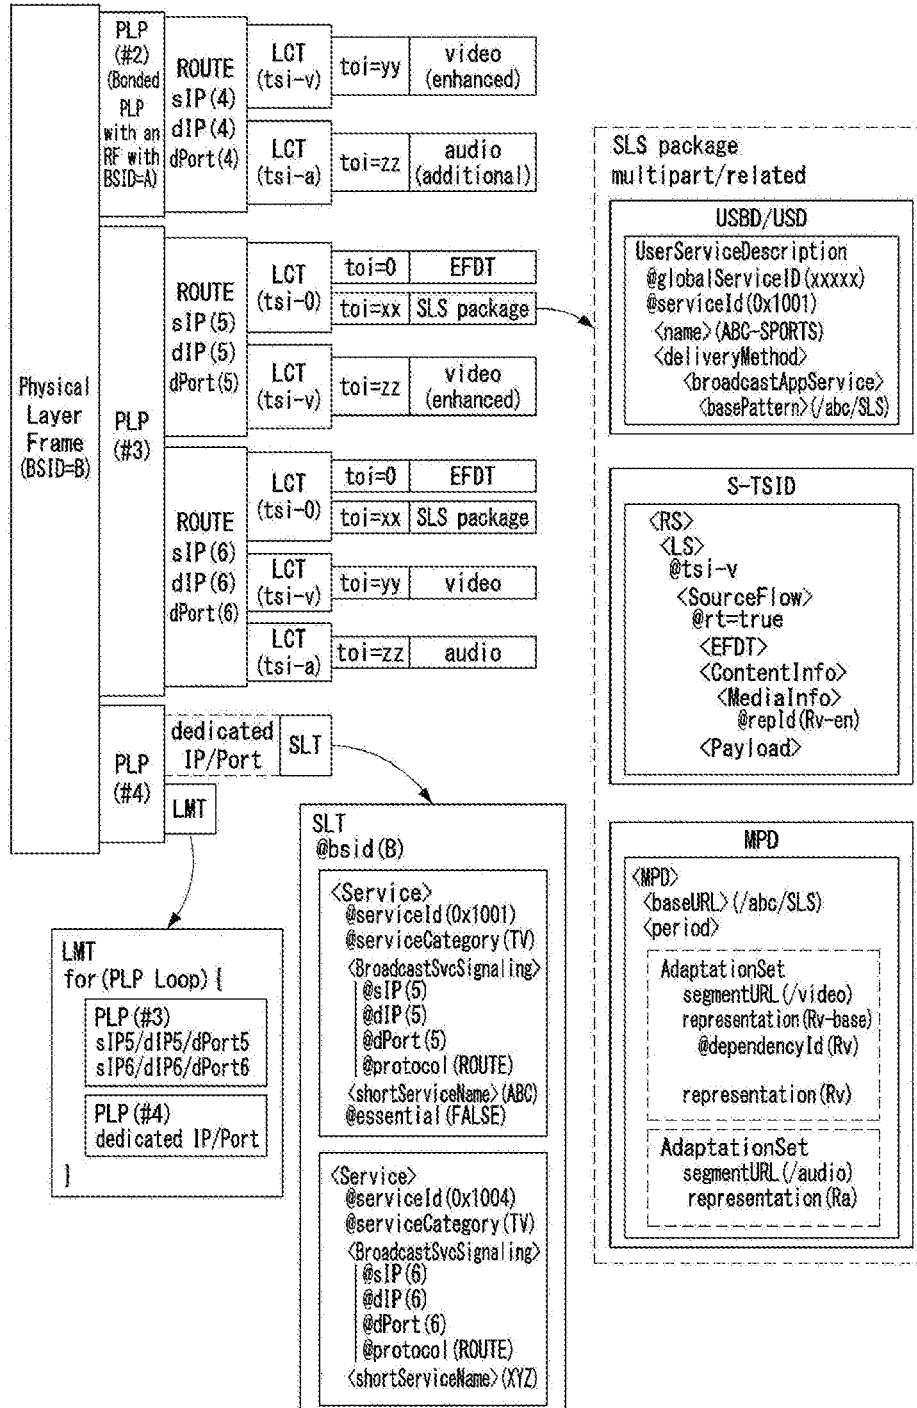 Physical
Layer
Frame
(BSID=B)
PLP
(#2)
(Bonded
PLP
with an
RF with
BSID=A)
ROUTE
sIP(4)
dIP(4)
dPort(4)
LCT
(tsi-v)
toi=yy
video
(enhanced)
LCT
(tsi-a)
toi=zz
audio
(additional)
PLP
(#3)
ROUTE
sIP(5)
dIP(5)
dPort(5)
LCT
(tsi-0)
toi=0
EFDT
toi=xx
SLS package
LCT
(tsi-v)
toi=zz
video
(enhanced)
ROUTE
sIP(6)
dIP(6)
dPort(6)
LCT
(tsi-0)
toi=0
EFDT
toi=xx
SLS package
LCT
(tsi-v)
toi=yy
video
LCT
(tsi-a)
toi=zz
audio
PLP
(#4)
dedicated
IP/Port
SLT
LMT
LMT
for(PLP Loop) {
PLP(#3)
sIP5/dIP5/dPort5
sIP6/dIP6/dPort6
PLP(#4)
dedicated IP/Port
}
SLT
@bsid(B)
<Service>
@serviceId(0x1001)
@serviceCategory(TV)
<BroadcastSvcSignaling>
@sIP(5)
@dIP(5)
@dPort(5)
@protocol(ROUTE)
<shortServiceName>(ABC)
@essential(FALSE)
<Service>
@serviceId(0x1004)
@serviceCategory(TV)
<BroadcastSvcSignaling>
@sIP(6)
@dIP(6)
@dPort(6)
@protocol(ROUTE)
<shortServiceName>(XYZ)
SLS package
multipart/related
USBD/USD
UserServiceDescription
@globalServiceID(xxxxx)
@serviceId(0x1001)
<name>(ABC-SPORTS)
<deliveryMethod>
<broadcastAppService>
<basePattern>(/abc/SLS)
S-TSID
<RS>
<LS>
@tsi-v
<SourceFlow>
@rt=true
<EFDT>
<ContentInfo>
<MediaInfo>
@repId(Rv-en)
<Payload>
MPD
<MPD>
<baseURL>(/abc/SLS)
<period>
AdaptationSet
segmentURL(/video)
representation(Rv-base)
@dependencyId(Rv)
representation(Rv)
AdaptationSet
segmentURL(/audio)
representation(Ra)